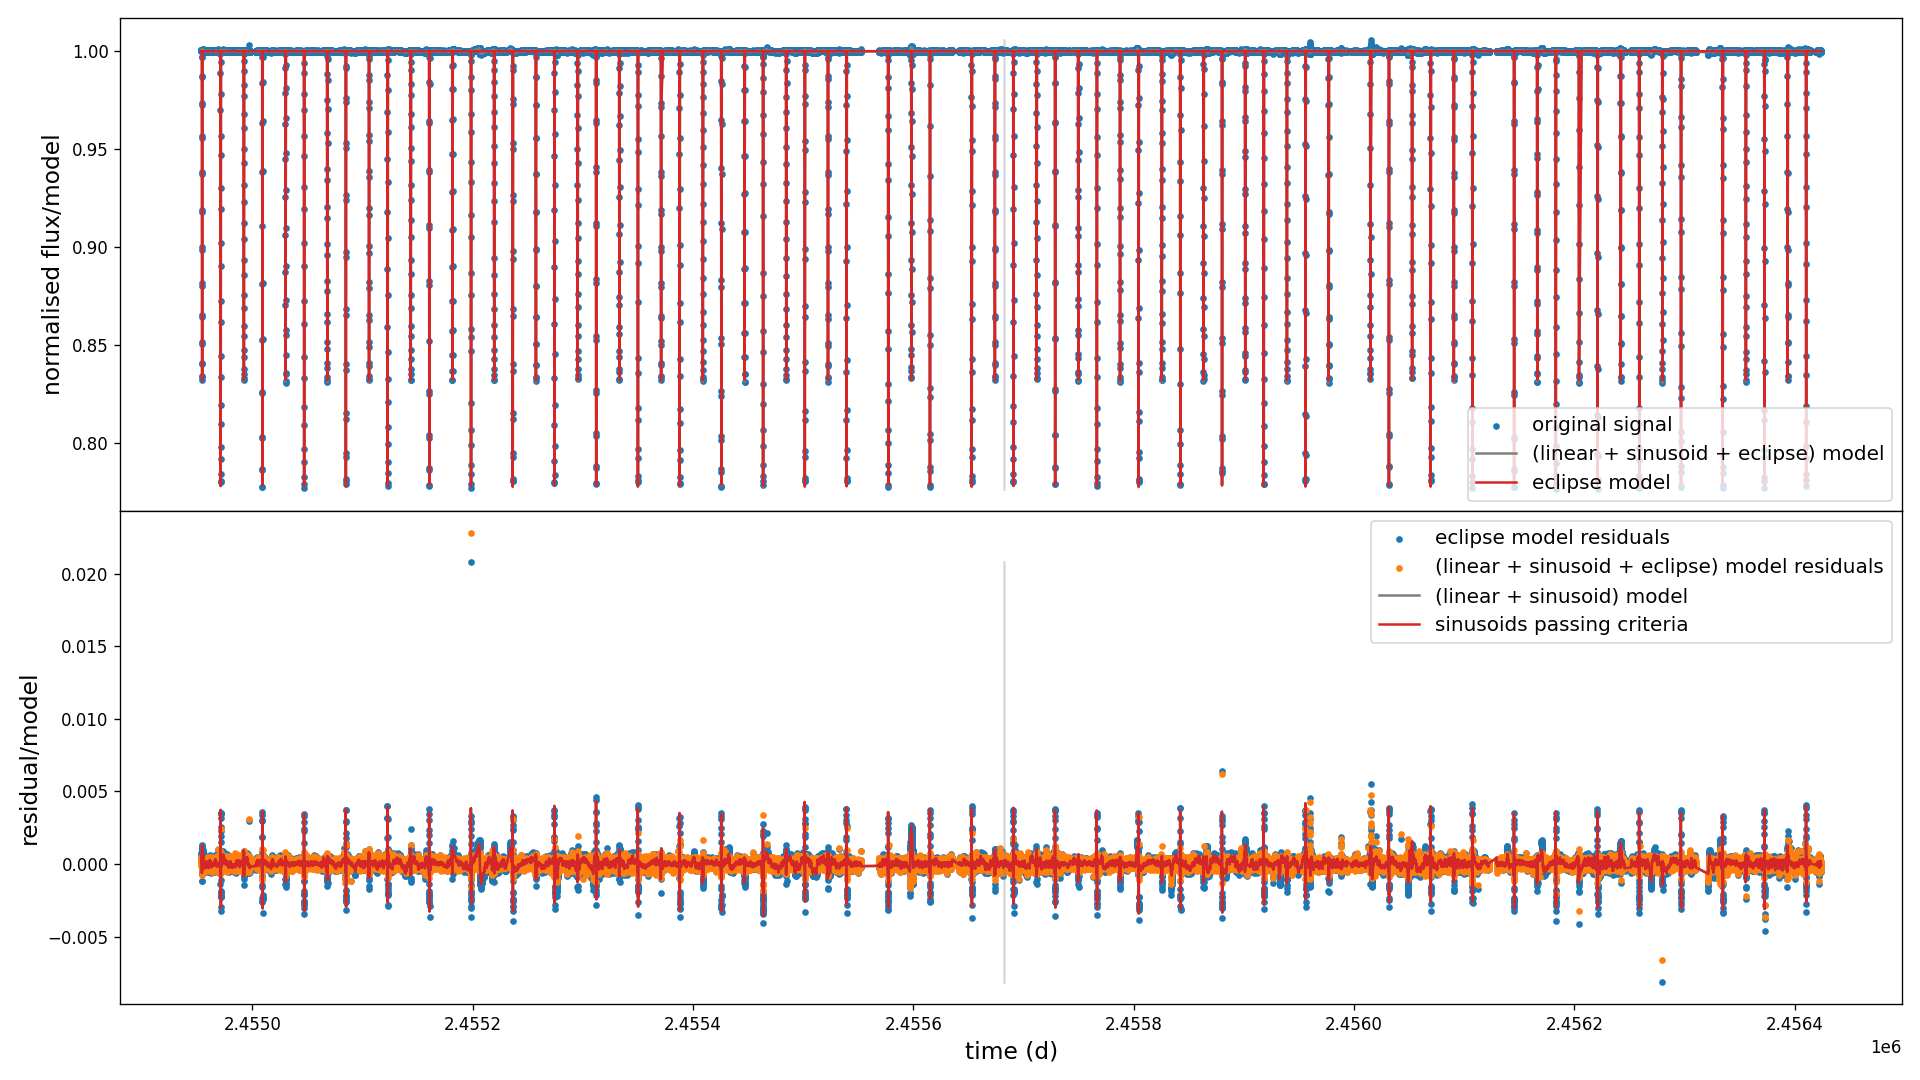 normalised flux/model
1.00
0.95
0.90
0.85
0.80
original signal
(linear + sinusoid + eclipse) model
eclipse model
residual/model
0.020
0.015
0.010
0.005
0.000
−0.005
eclipse model residuals
(linear + sinusoid + eclipse) model residuals
(linear + sinusoid) model
sinusoids passing criteria
2.4550 2.4552 2.4554 2.4556 2.4558 2.4560 2.4562 2.4564
time (d)
1e6